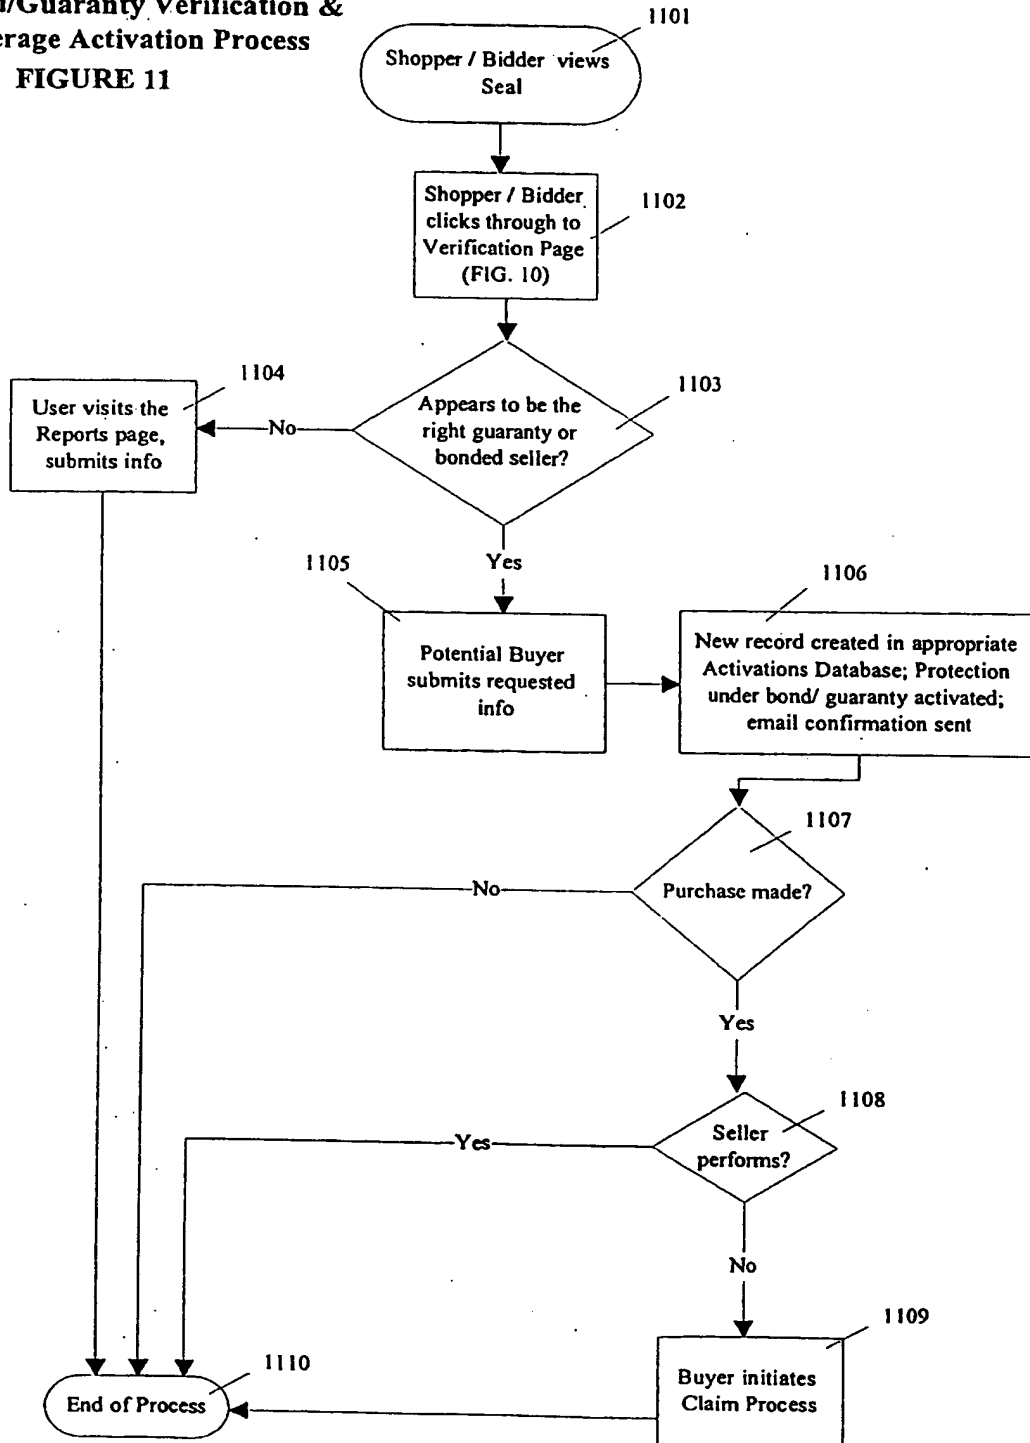 /Guaranty Verification &
erage Activation Process
FIGURE 11
1101
Shopper / Bidder views
Seal
1102
Shopper / Bidder
clicks through to
Verification Page
(FIG. 10)
1103
Appears to be the
right guaranty or
bonded seller?
1104
User visits the
Reports page,
submits info
No
Yes
1105
Potential Buyer
submits requested
info
1106
New record created in appropriate
Activations Database; Protection
under bond/ guaranty activated;
email confirmation sent
1107
Purchase made?
No
Yes
1108
Seller
performs?
Yes
No
1109
Buyer initiates
Claim Process
1110
End of Process